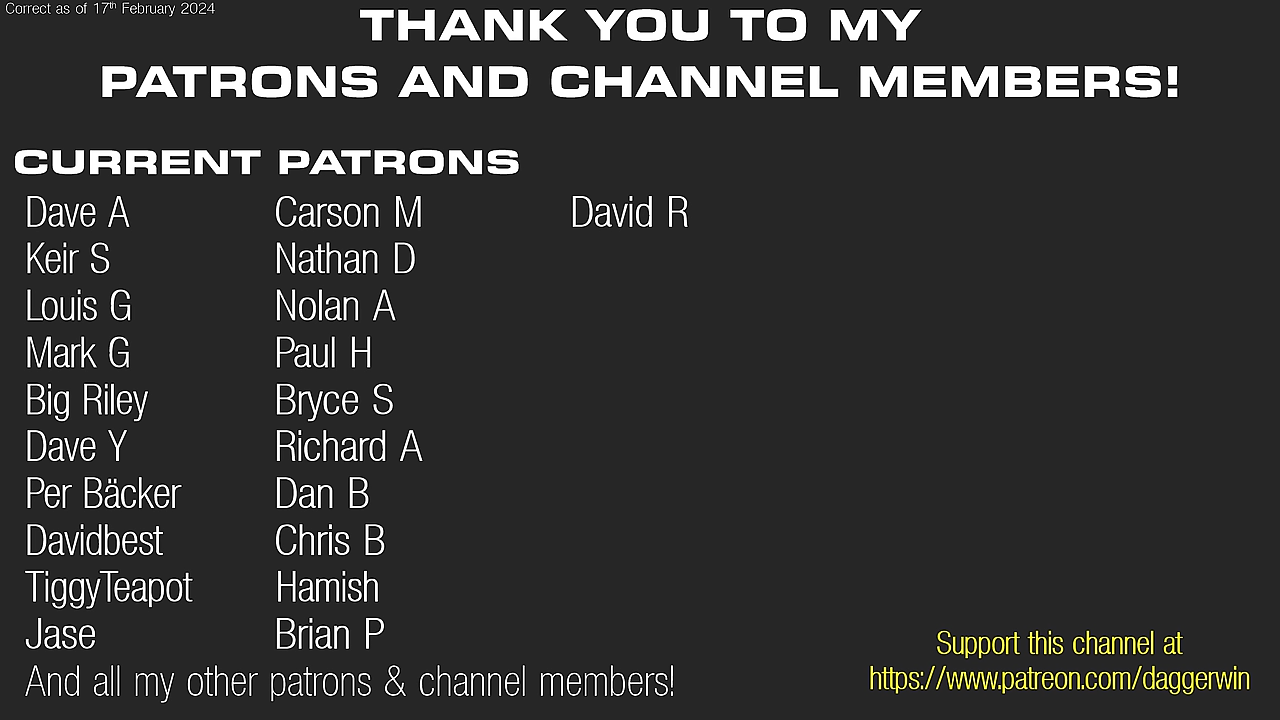 Correct as of 17th February 2024
THANK YOU TO MY
PATRONS AND CHANNEL MEMBERS!
CURRENT PATRONS
Dave A
Keir S
Louis G
Mark G
Big Riley
Dave Y
Per Bäcker
Davidbest
TiggyTeapot
Jase
Carson M
Nathan D
Nolan A
Paul H
Bryce S
Richard A
Dan B
Chris B
Hamish
Brian P
David R
And all my other patrons & channel members!
Support this channel at
https://www.patreon.com/daggerwin